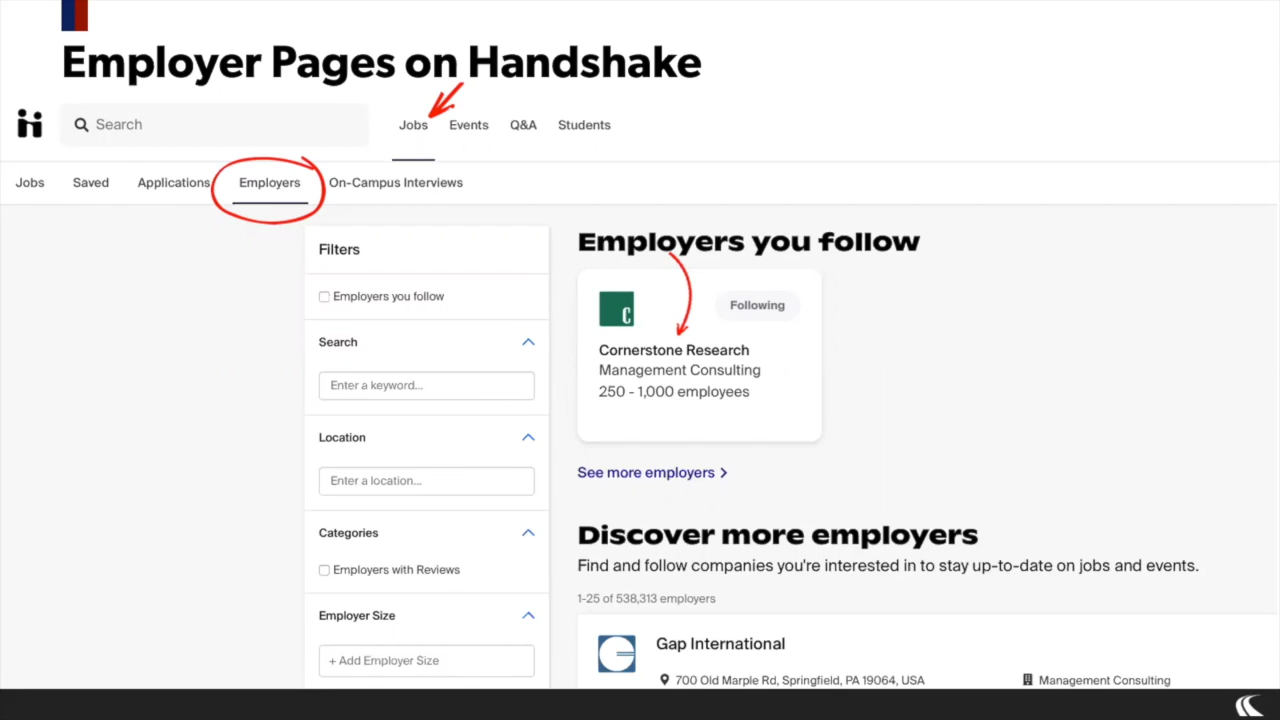 Employer Pages on Handshake
Search
Jobs
Events
Q&A
Students
Jobs
Saved
Applications
Employers
On-Campus Interviews
Filters
Employers you follow
Search
Enter a keyword...
Location
Enter a location...
Categories
Employers with Reviews
Employer Size
+ Add Employer Size
Employers you follow
C
Following
Cornerstone Research
Management Consulting
250 - 1,000 employees
See more employers
Discover more employers
Find and follow companies you're interested in to stay up-to-date on jobs and events.
1-25 of 538,313 employers
Gap International
700 Old Marple Rd, Springfield, PA 19064, USA
Management Consulting